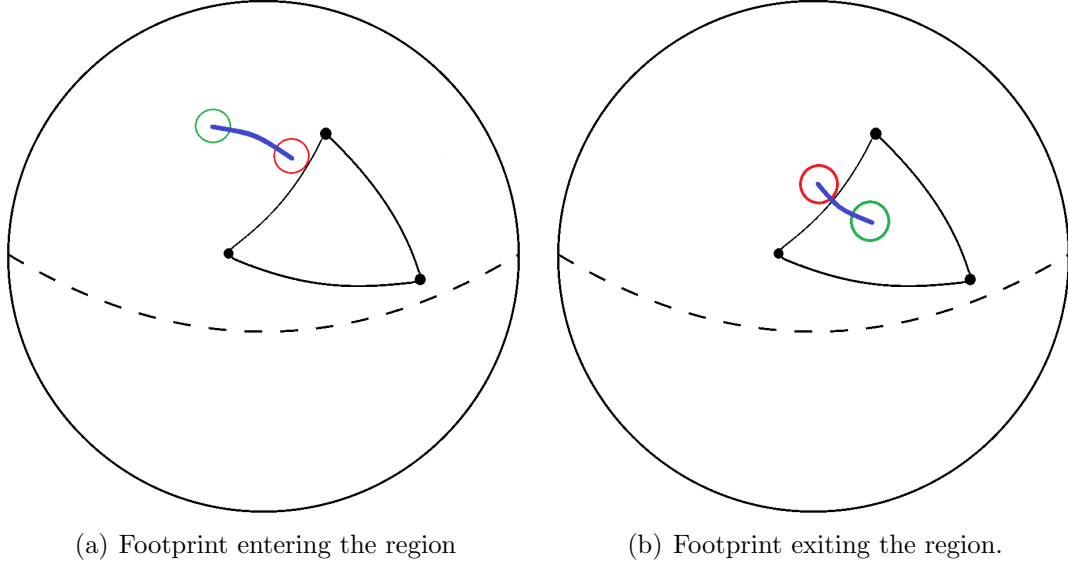 (a) Footprint entering the region
(b) Footprint exiting the region.